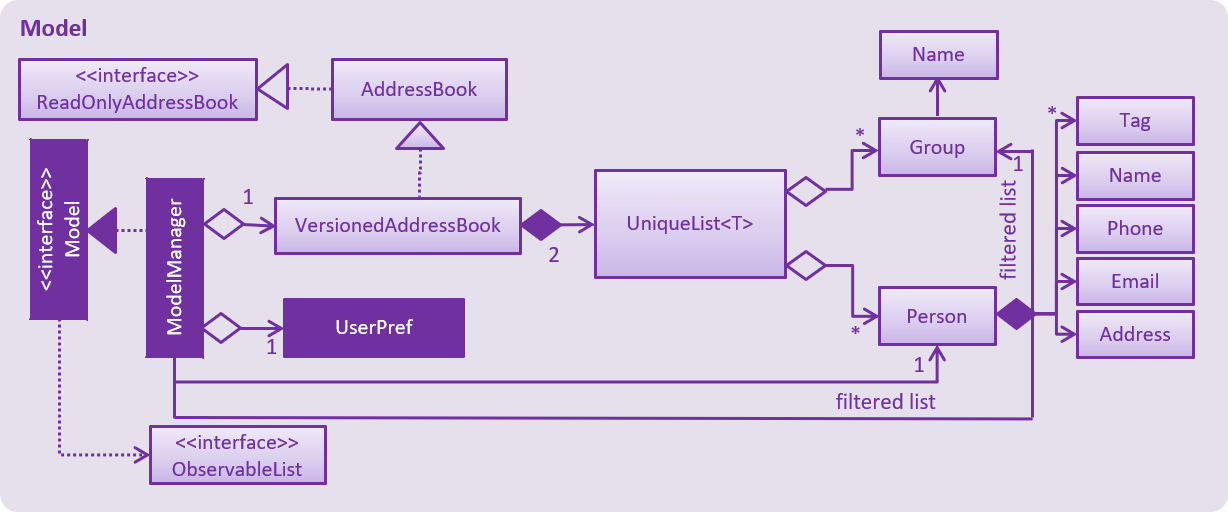 Model
<<interface>>
ReadOnlyAddressBook
AddressBook
Name
<<interface>>
Model
ModelManager
1
VersionedAddressBook
2
UniqueList<T>
*
Group
1
filtered list
*
Tag
Name
Phone
Email
Address
1
UserPref
*
Person
1
filtered list
<<interface>>
ObservableList